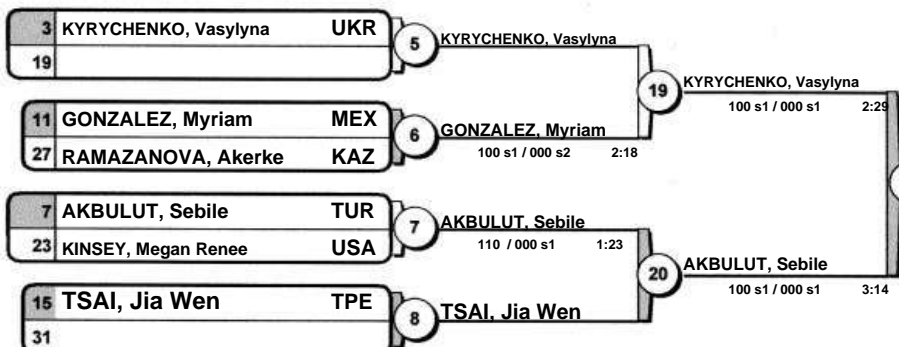 3 KYRYCHENKO, Vasylyna UKR
19
5
KYRYCHENKO, Vasylyna
11 GONZALEZ, Myriam MEX
27 RAMAZANOVA, Akerke KAZ
6
GONZALEZ, Myriam
100 s1 / 000 s2 2:18
19
KYRYCHENKO, Vasylyna
100 s1 / 000 s1 2:29
7 AKBULUT, Sebile TUR
23 KINSEY, Megan Renee USA
7
AKBULUT, Sebile
110 / 000 s1 1:23
15 TSAI, Jia Wen TPE
31
8
TSAI, Jia Wen
20
AKBULUT, Sebile
100 s1 / 000 s1 3:14